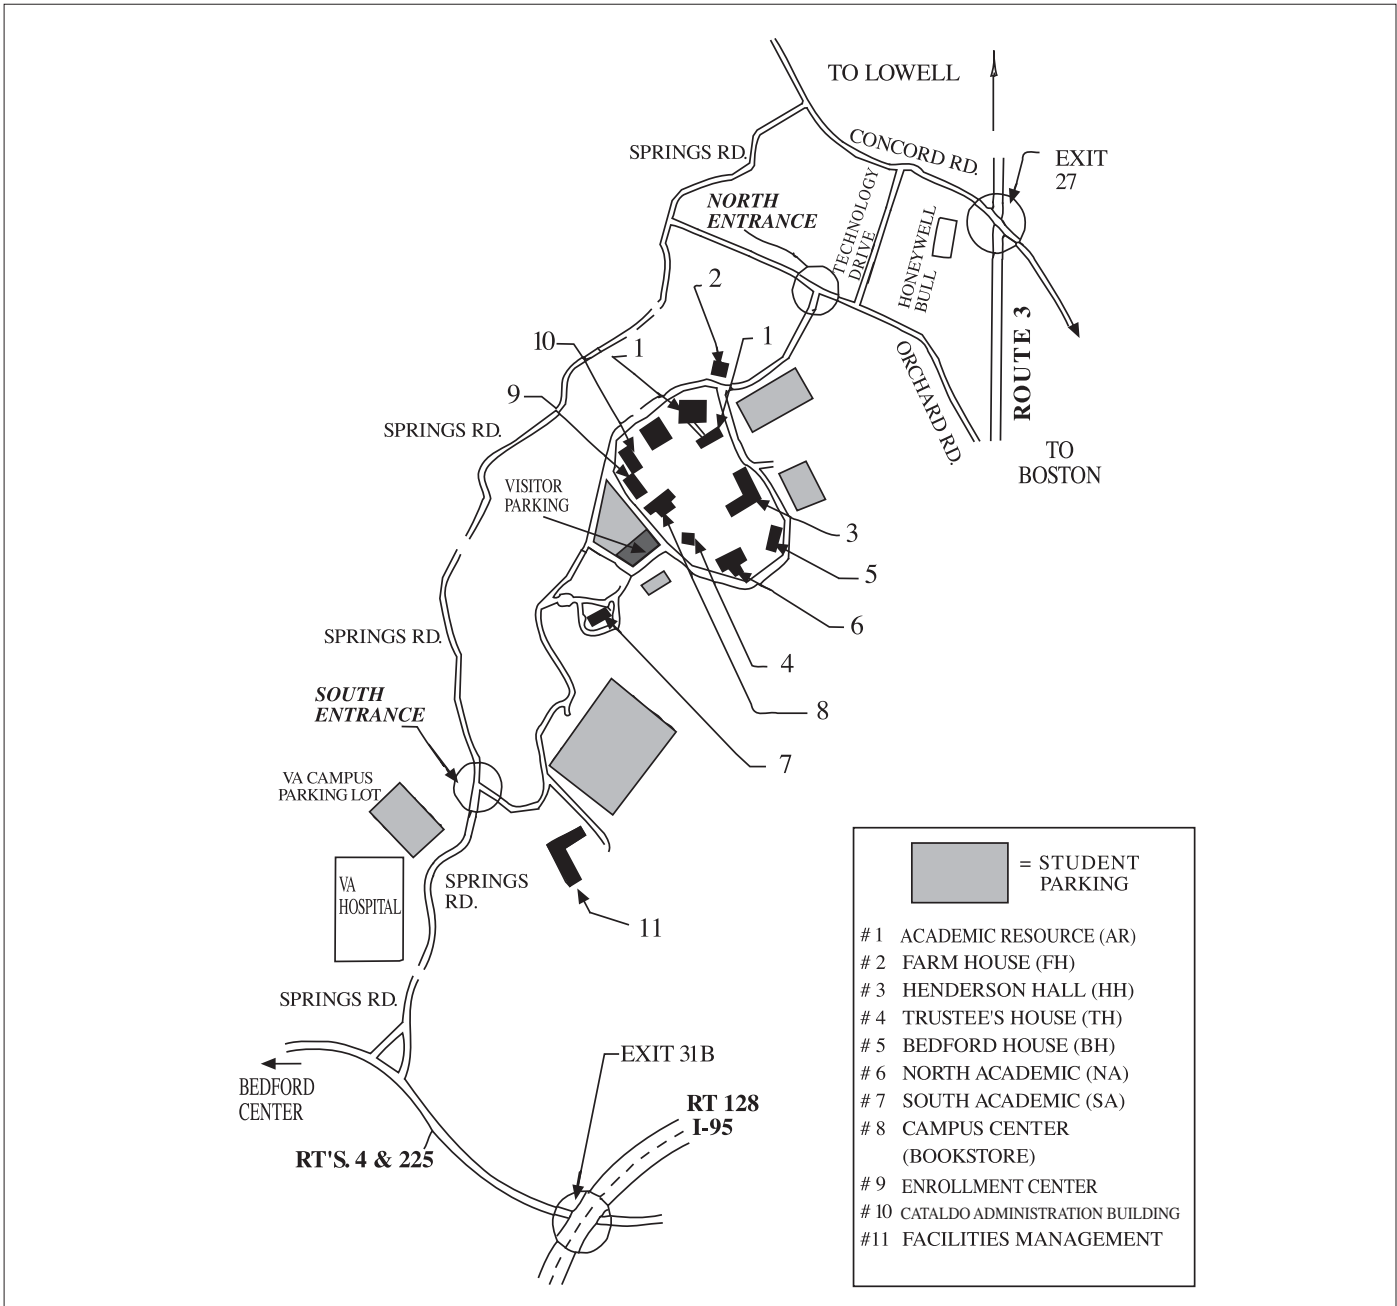 TO LOWELL
CONCORD RD.
SPRINGS RD.
EXIT
27
NORTH
ENTRANCE
TECHNOLOGY
DRIVE
HONEYWELL
BULL
2
ROUTE 3
1
10
1
ORCHARD RD.
9
SPRINGS RD.
TO
BOSTON
VISITOR
PARKING
3
5
6
SPRINGS RD.
4
SOUTH
ENTRANCE
8
7
VA CAMPUS
PARKING LOT
VA
HOSPITAL
SPRINGS
RD.
11
SPRINGS RD.
EXIT 31B
BEDFORD
CENTER
RT 128
I-95
RT'S. 4 & 225
= STUDENT
PARKING
# 1 ACADEMIC RESOURCE (AR)
# 2 FARM HOUSE (FH)
# 3 HENDERSON HALL (HH)
# 4 TRUSTEE'S HOUSE (TH)
# 5 BEDFORD HOUSE (BH)
# 6 NORTH ACADEMIC (NA)
# 7 SOUTH ACADEMIC (SA)
# 8 CAMPUS CENTER
(BOOKSTORE)
# 9 ENROLLMENT CENTER
# 10 CATALDO ADMINISTRATION BUILDING
#11 FACILITIES MANAGEMENT